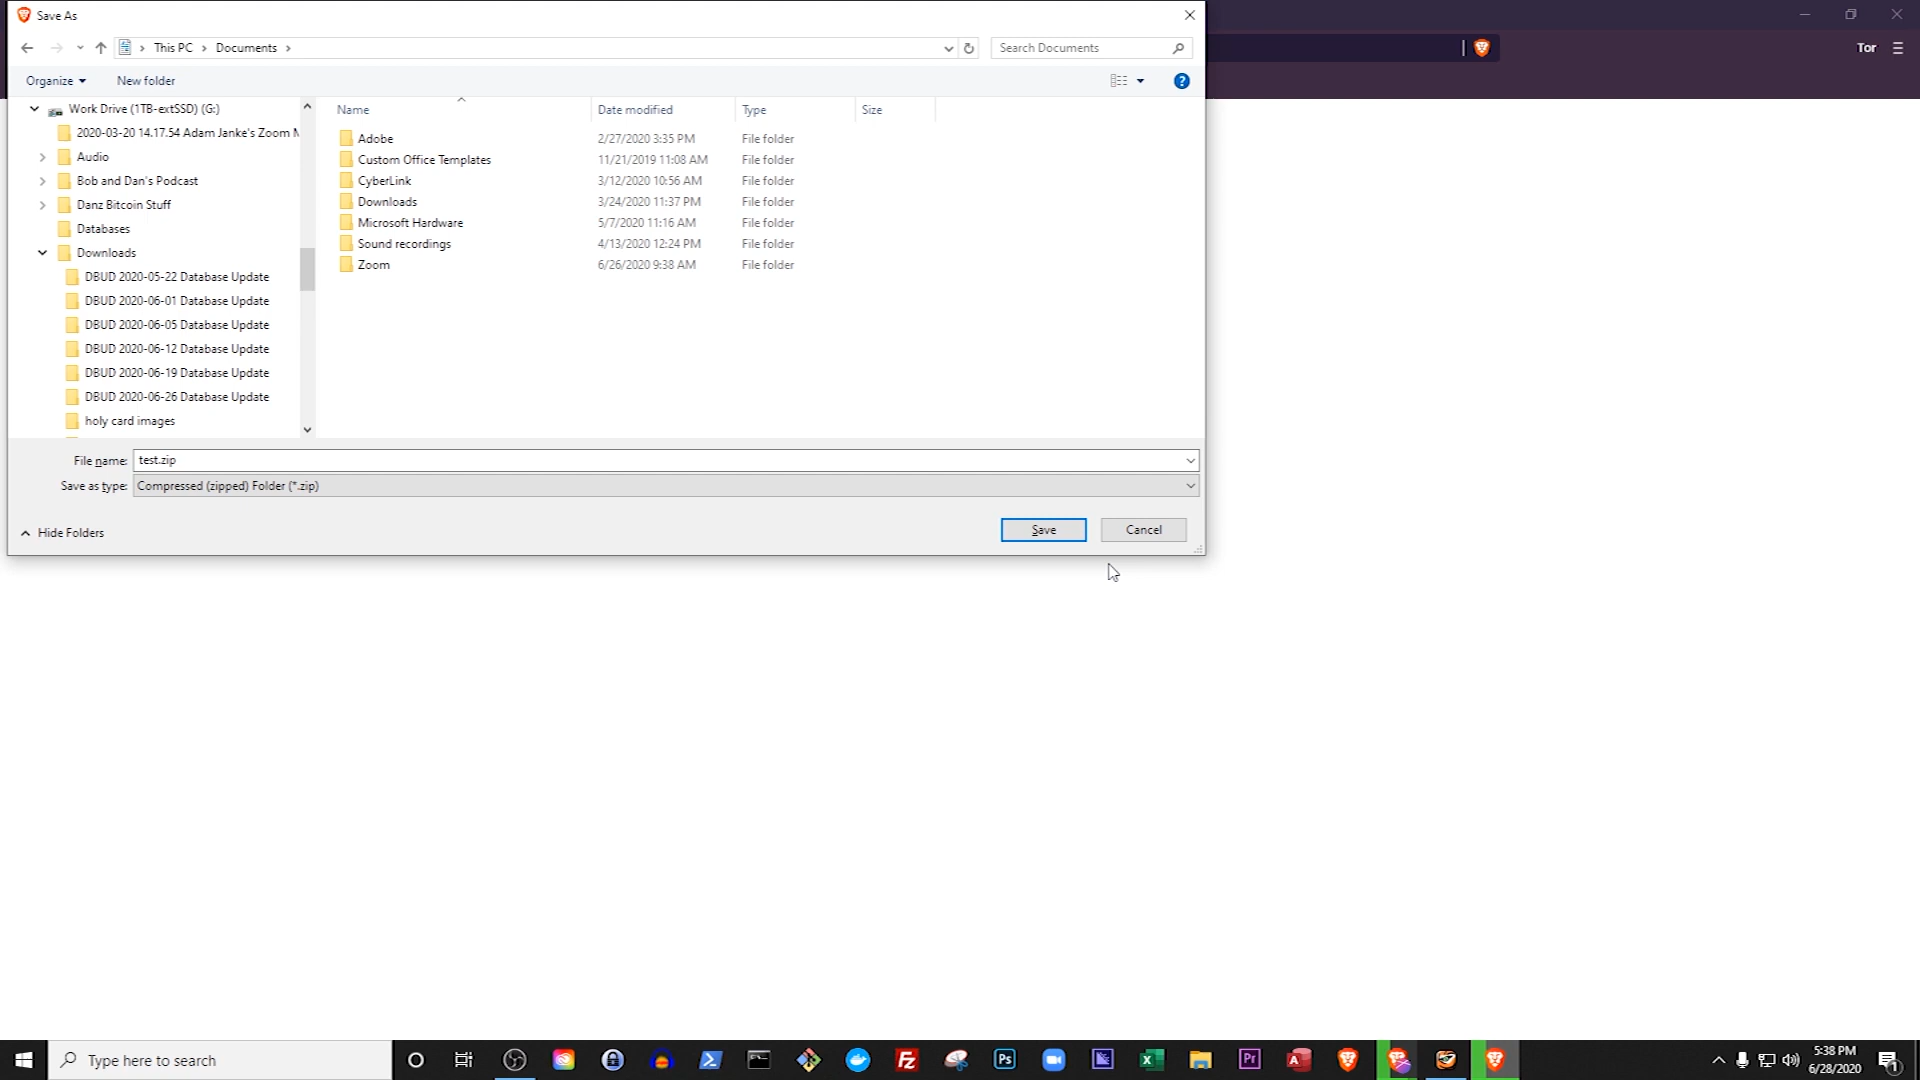 Save As
This PC > Documents >
Search Documents
Tor
Organize
New folder
Work Drive (1TB-extSSD) (G:)
2020-03-20 14.17.54 Adam Janke's Zoom M
Audio
Bob and Dan's Podcast
Danz Bitcoin Stuff
Databases
Downloads
DBUD 2020-05-22 Database Update
DBUD 2020-06-01 Database Update
DBUD 2020-06-05 Database Update
DBUD 2020-06-12 Database Update
DBUD 2020-06-19 Database Update
DBUD 2020-06-26 Database Update
holy card images
Name Date modified Type Size
Adobe 2/27/2020 3:35 PM File folder
Custom Office Templates 11/21/2019 11:08 AM File folder
CyberLink 3/12/2020 10:56 AM File folder
Downloads 3/24/2020 11:37 PM File folder
Microsoft Hardware 5/7/2020 11:16 AM File folder
Sound recordings 4/13/2020 12:24 PM File folder
Zoom 6/26/2020 9:38 AM File folder
File name: test.zip
Save as type: Compressed (zipped) Folder (*.zip)
Hide Folders
Save
Cancel
Type here to search
Fz
Ps
X
Pr
A
5:38 PM
6/28/2020
1